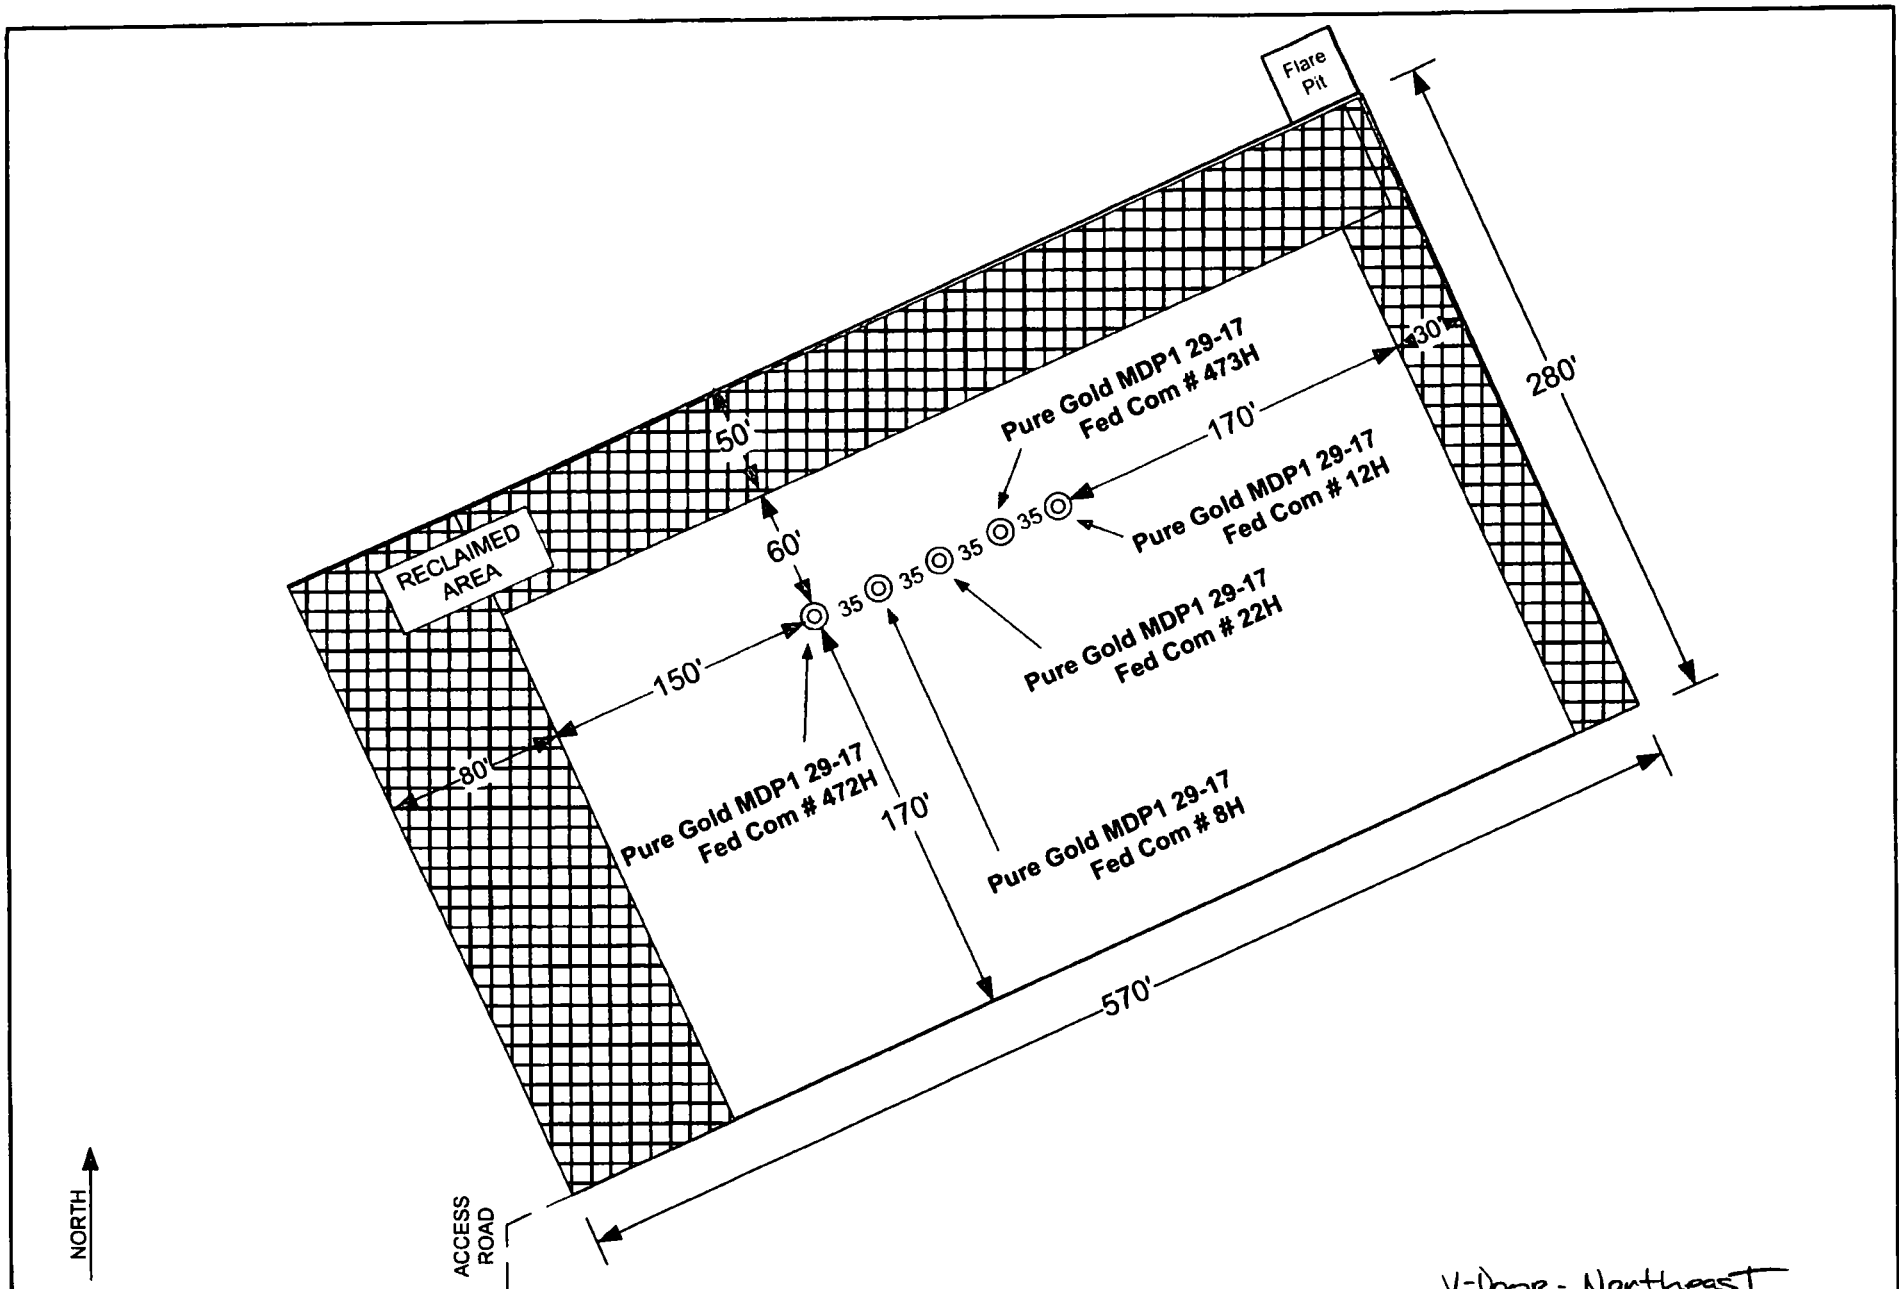 Flare
Pit
280'
30'
Pure Gold MDP1 29-17
Fed Com # 473H
170'
50'
Pure Gold MDP1 29-17
Fed Com # 12H
RECLAIMED
AREA
60'
35
35
35
35
Pure Gold MDP1 29-17
Fed Com # 22H
150'
80'
Pure Gold MDP1 29-17
Fed Com # 472H
170'
Pure Gold MDP1 29-17
Fed Com # 8H
570'
NORTH
ACCESS
ROAD
V-Door - Northeast